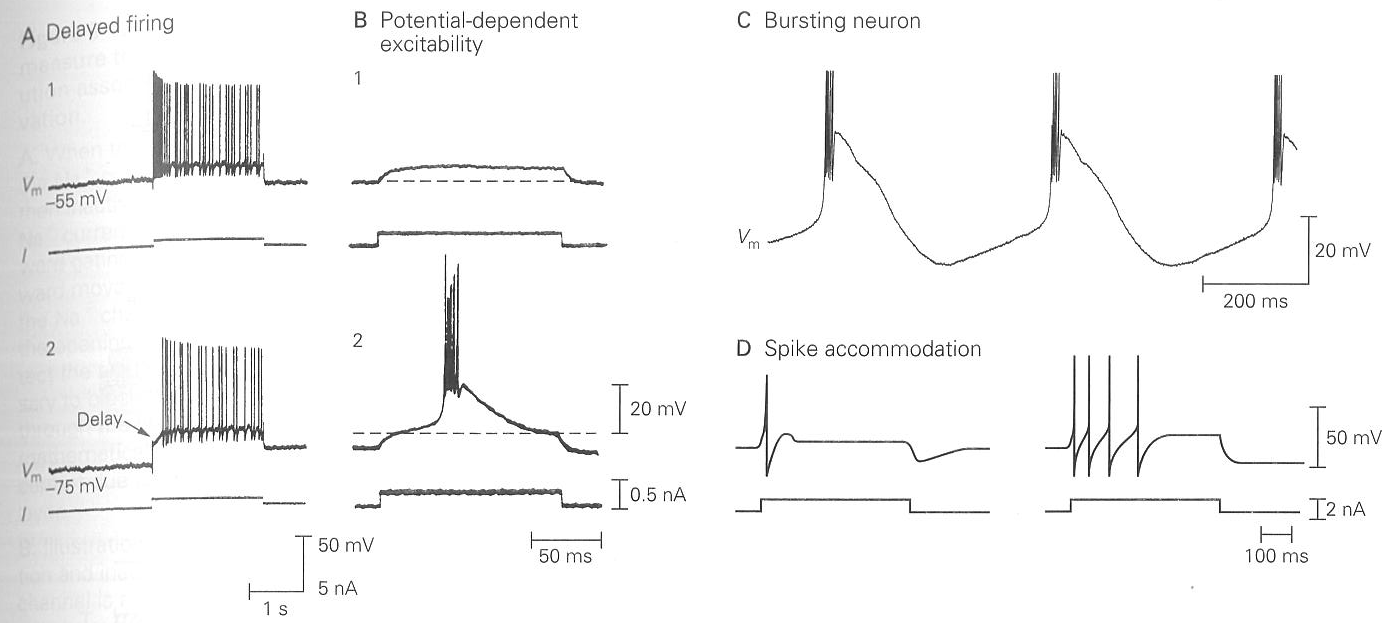 A Delayed firing
1
Vm
–55 mV
I
2
Delay
Vm
–75 mV
I
50 mV
5 nA
1 s
B Potential-dependent
excitability
1
2
20 mV
0.5 nA
50 ms
C Bursting neuron
Vm
20 mV
200 ms
D Spike accommodation
50 mV
2 nA
100 ms